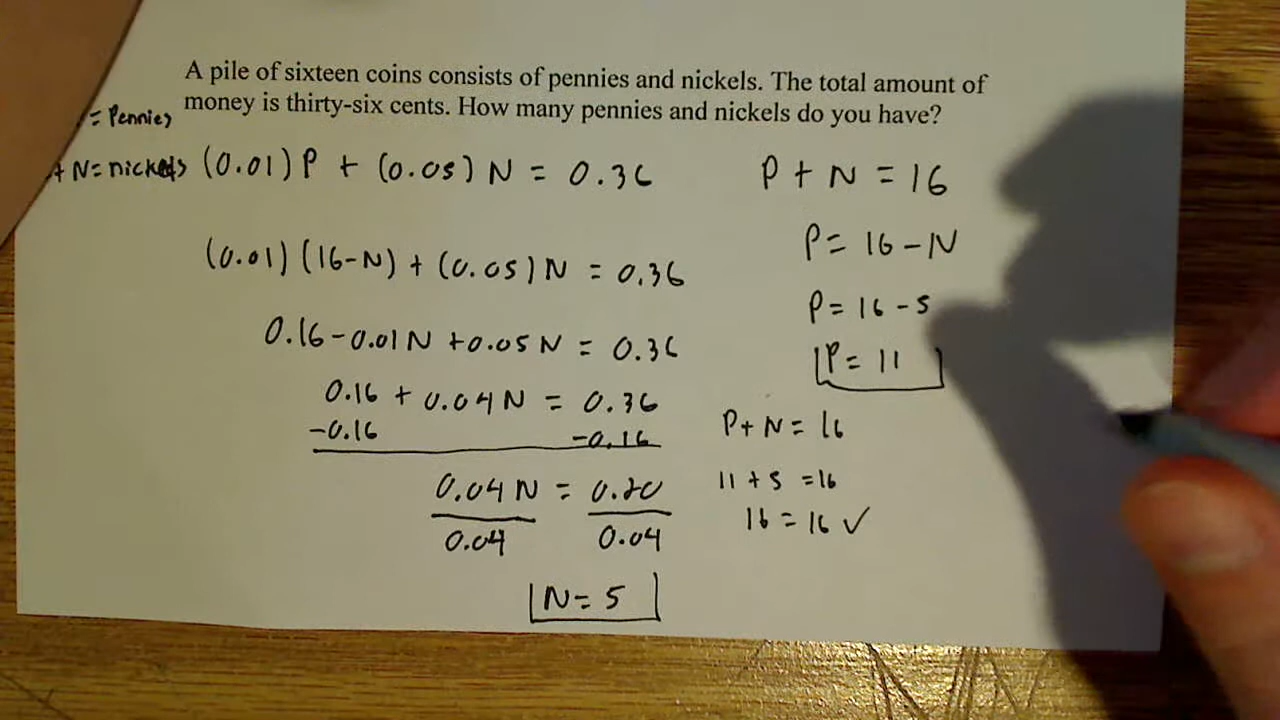 A pile of sixteen coins consists of pennies and nickels. The total amount of
money is thirty-six cents. How many pennies and nickels do you have?
= Pennies
+ N = nickels
(0.01) P + (0.05) N = 0.36
(0.01) (16-N) + (0.05) N = 0.36
0.16 - 0.01 N + 0.05 N = 0.36
0.16 + 0.04 N = 0.36
-0.16 -0.16
0.04 N = 0.20
0.04 0.04
N = 5
P + N = 16
P = 16 - N
P = 16 - 5
P = 11
P + N = 16
11 + 5 = 16
16 = 16 ✓